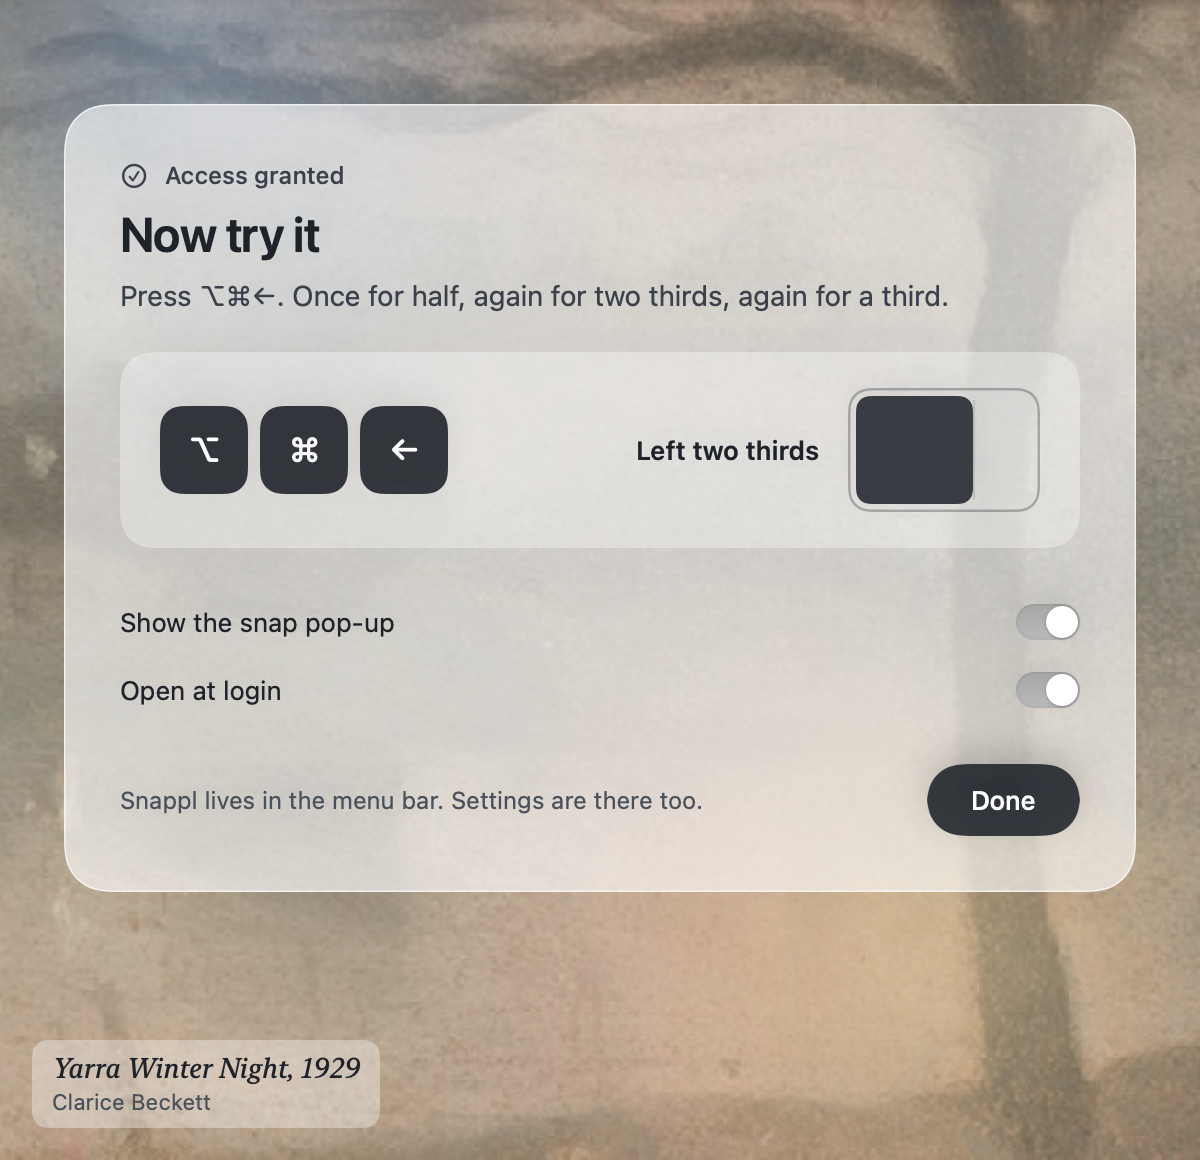 Access granted
Now try it
Press ⌥⌘←. Once for half, again for two thirds, again for a third.
⌥ ⌘ ← Left two thirds
Show the snap pop-up
Open at login
Snappl lives in the menu bar. Settings are there too. Done
Yarra Winter Night, 1929
Clarice Beckett